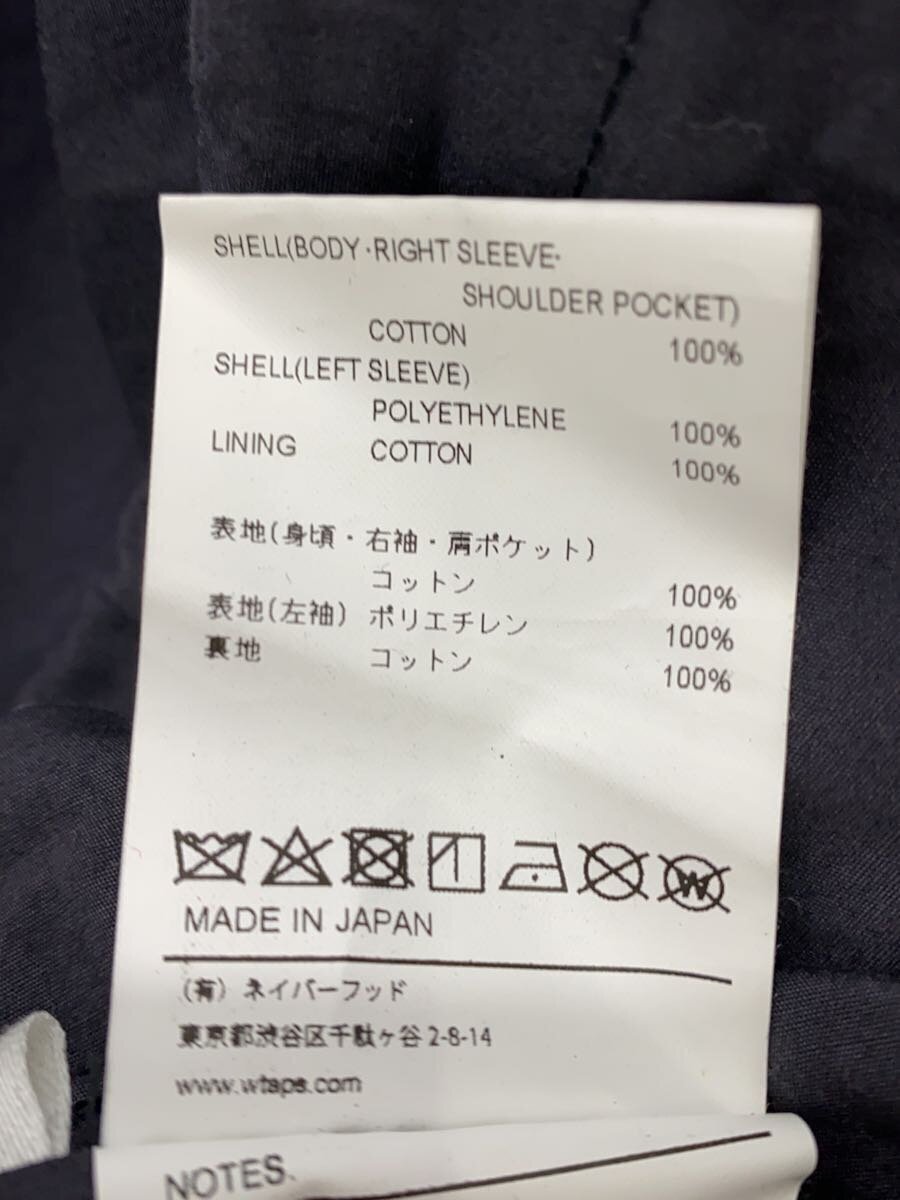 SHELL(BODY·RIGHT SLEEVE·
SHOULDER POCKET)
COTTON 100%
SHELL(LEFT SLEEVE)
POLYETHYLENE 100%
LINING COTTON 100%
表地(身頃・右袖・肩ポケット)
コットン 100%
表地(左袖) ポリエチレン 100%
裏地 コットン 100%
W
MADE IN JAPAN
(有) ネイバーフッド
東京都渋谷区千駄ヶ谷2-8-14
www.wtaps.com
NOTES.